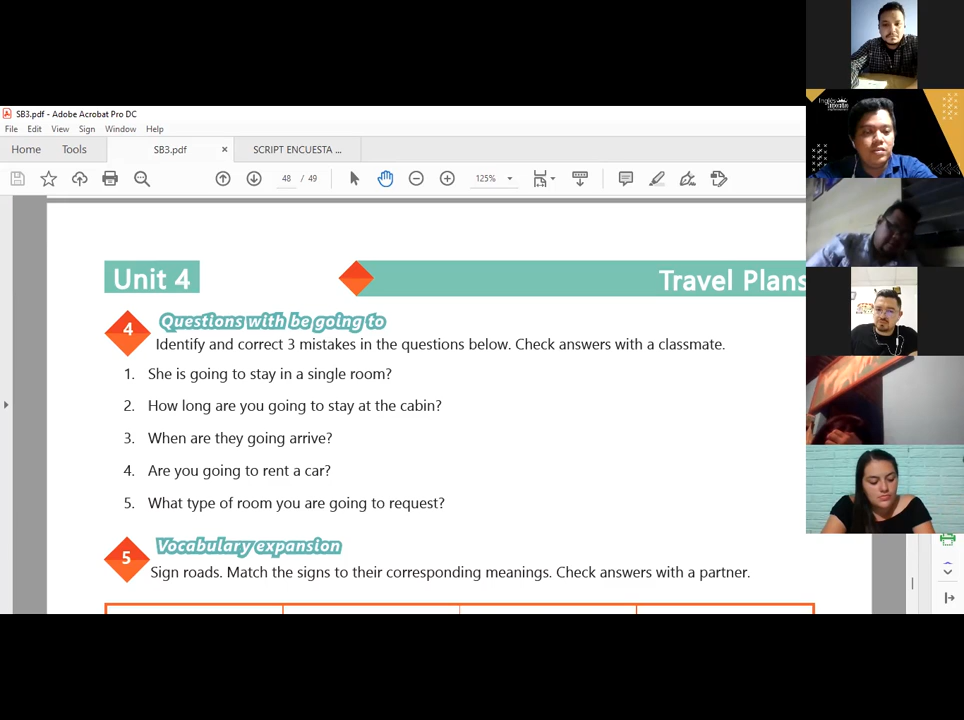 SB3.pdf - Adobe Acrobat Pro DC
File Edit View Sign Window Help
Home Tools SB3.pdf × SCRIPT ENCUESTA ...
48 / 49 125%
Unit 4 Travel Plans
4 Questions with be going to
Identify and correct 3 mistakes in the questions below. Check answers with a classmate.
1. She is going to stay in a single room?
2. How long are you going to stay at the cabin?
3. When are they going arrive?
4. Are you going to rent a car?
5. What type of room you are going to request?
5 Vocabulary expansion
Sign roads. Match the signs to their corresponding meanings. Check answers with a partner.
Inglés